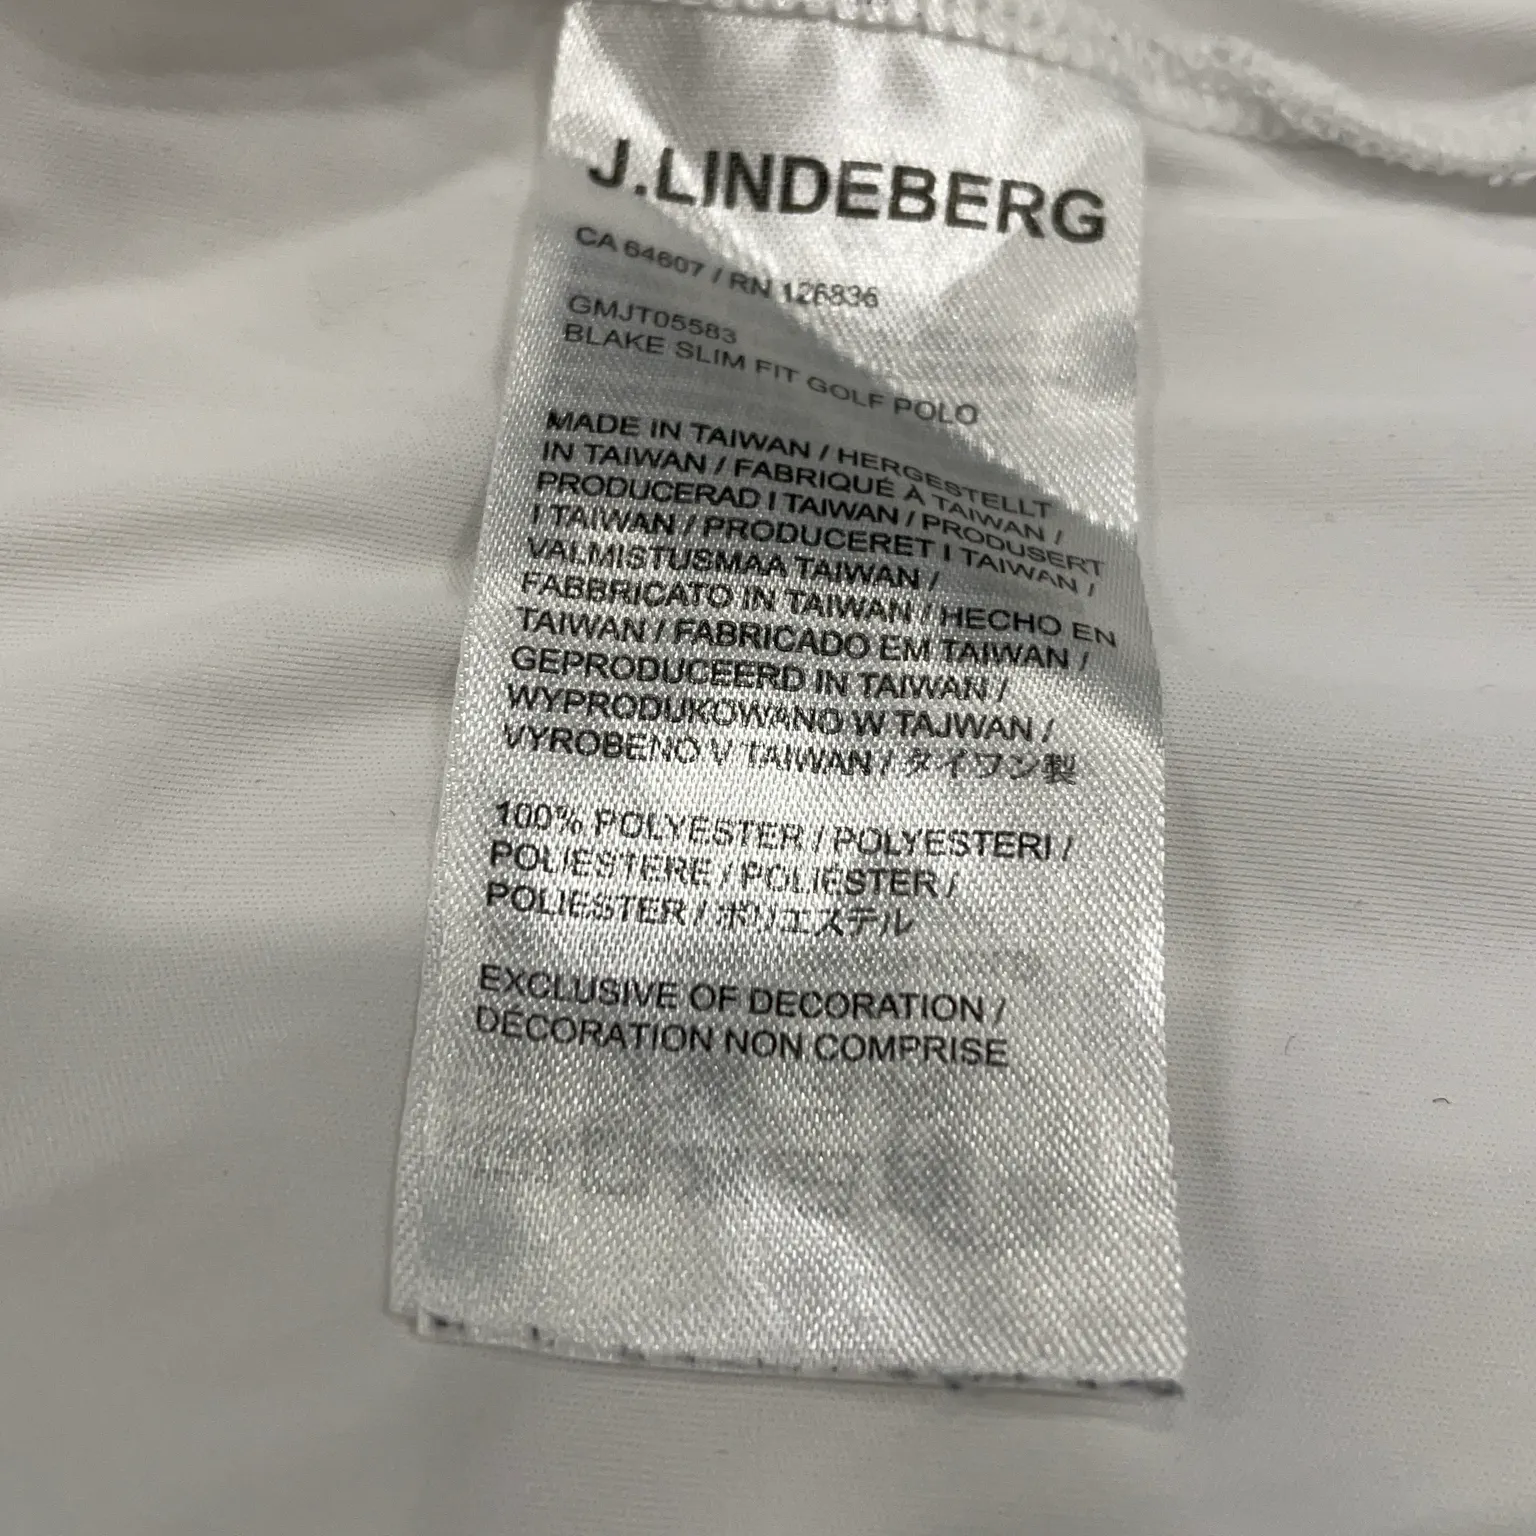 J.LINDEBERG
CA 64607 / RN 126836
GMJT05583
BLAKE SLIM FIT GOLF POLO
MADE IN TAIWAN / HERGESTELLT
IN TAIWAN / FABRIQUÉ À TAIWAN /
PRODUCERAD I TAIWAN / PRODUSERT
I TAIWAN / PRODUCERET I TAIWAN /
VALMISTUSMAA TAIWAN /
FABBRICATO IN TAIWAN / HECHO EN
TAIWAN / FABRICADO EM TAIWAN /
GEPRODUCEERD IN TAIWAN /
WYPRODUKOWANO W TAJWAN /
VYROBENO V TAIWAN / タイワン製
100% POLYESTER / POLYESTERI /
POLIESTERE / POLIÉSTER /
POLIESTER / ポリエステル
EXCLUSIVE OF DECORATION /
DÉCORATION NON COMPRISE